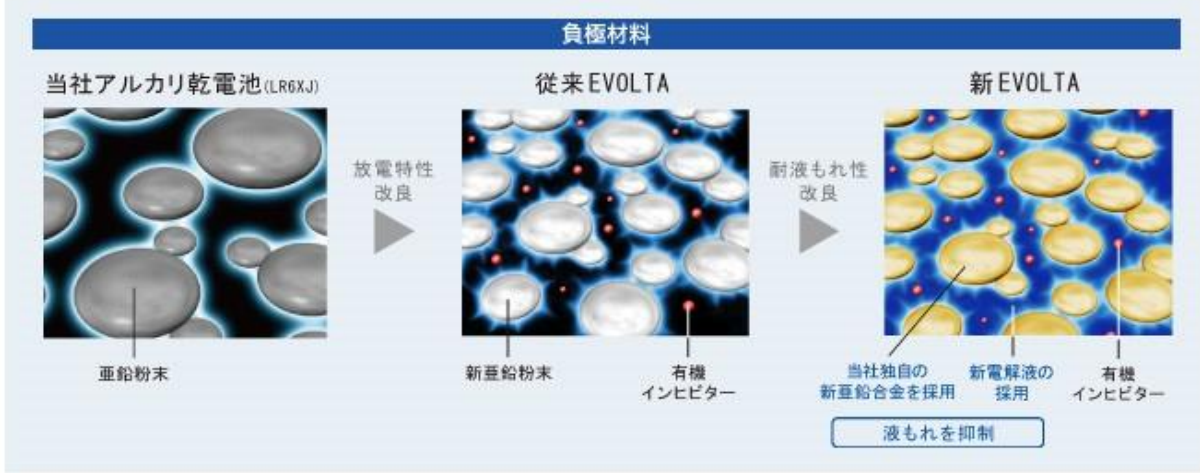 負極材料
当社アルカリ乾電池(LR6XJ)
従来EVOLTA
新EVOLTA
放電特性
改良
耐液もれ性
改良
亜鉛粉末
新亜鉛粉末
有機
インヒビター
当社独自の
新亜鉛合金を採用
新電解液の
採用
有機
インヒビター
液もれを抑制